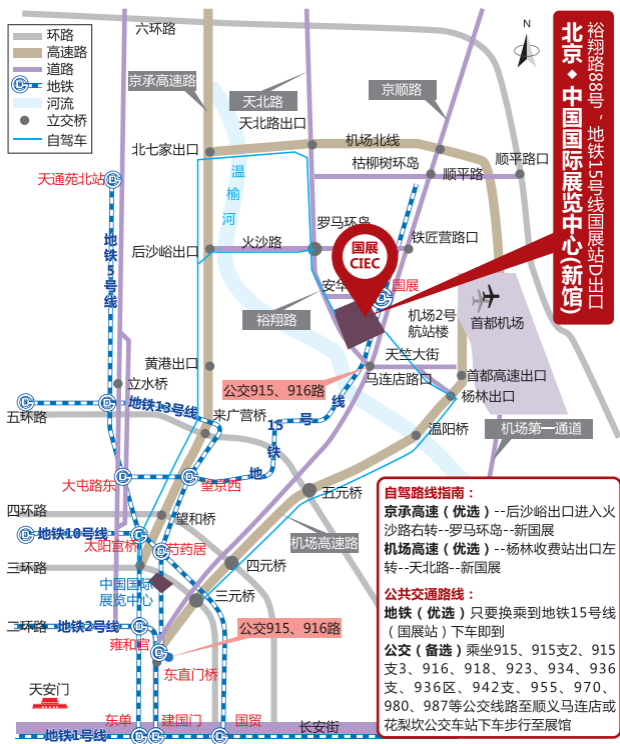 环路
高速路
道路
地铁
河流
立交桥
自驾车
六环路
京承高速路
天北路
天北路出口
京顺路
N
裕翔路88号，地铁15号线国展站D出口
北京◆中国国际展览中心(新馆)
北七家出口
机场北线
枯柳树环岛
顺平路口
顺平路
天通苑北站
温
榆
河
地铁5号线
罗马环岛
火沙路
后沙峪出口
铁匠营路口
国展
CIEC
安华
国展
裕翔路
机场2号
航站楼
首都机场
天竺大街
黄港出口
立水桥
公交915、916路
马连店路口
首都高速出口
杨林出口
地铁13号线
五环路
来广营桥
地
铁
15
号
线
温阳桥
机场第一通道
大屯路东
望京西
五元桥
四环路
望和桥
地铁10号线
太阳宫桥
芍药居
机场高速路
三环路
中国国际
展览中心
四元桥
三元桥
二环路
地铁2号线
公交915、916路
雍和宫
东直门桥
天安门
东单
建国门
国贸
长安街
地铁1号线
自驾路线指南：
京承高速（优选）--后沙峪出口进入火
沙路右转--罗马环岛--新国展
机场高速（优选）--杨林收费站出口左
转--天北路--新国展
公共交通路线：
地铁（优选）只要换乘到地铁15号线
（国展站）下车即到
公交（备选）乘坐915、915支2、915
支3、916、918、923、934、936
支、936区、942支、955、970、
980、987等公交线路至顺义马连店或
花梨坎公交车站下车步行至展馆